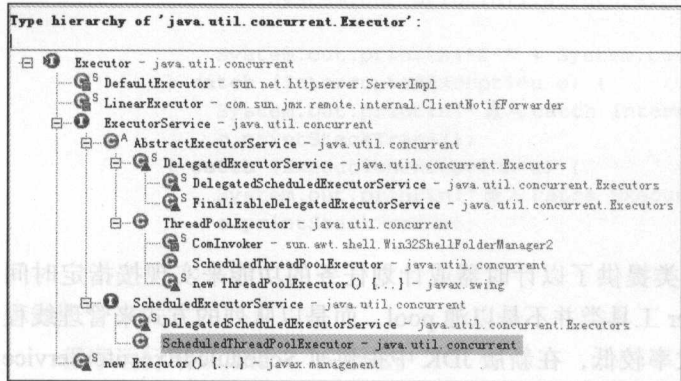 Type hierarchy of 'java.util.concurrent.Executor':
Executor - java.util.concurrent
S DefaultExecutor - sun.net.httpserver.ServerImpl
S LinearExecutor - com.sun.jmx.remote.internal.ClientNotifForwarder
I ExecutorService - java.util.concurrent
C A AbstractExecutorService - java.util.concurrent
C S DelegatedExecutorService - java.util.concurrent.Executors
C S DelegatedScheduledExecutorService - java.util.concurrent.Executors
C S FinalizableDelegatedExecutorService - java.util.concurrent.Executors
C ThreadPoolExecutor - java.util.concurrent
S ComInvoker - sun.awt.shell.Win32ShellFolderManager2
C ScheduledThreadPoolExecutor - java.util.concurrent
new ThreadPoolExecutor() {...} - javax.swing
I ScheduledExecutorService - java.util.concurrent
C S DelegatedScheduledExecutorService - java.util.concurrent.Executors
C ScheduledThreadPoolExecutor - java.util.concurrent
S new Executor() {...} - javax.management